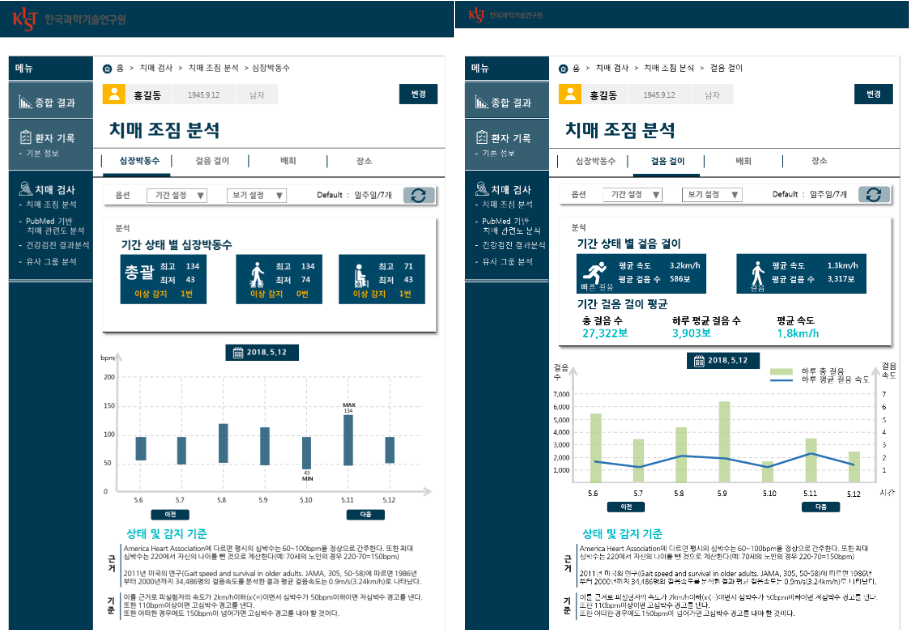 KIST 한국과학기술연구원
메뉴
종합 결과
환자 기록
- 기본 정보
치매 검사
- 치매 조짐 분석
- PubMed 기반
치매 관련도 분석
- 건강검진 결과분석
- 유사 그룹 분석
홈 > 치매 검사 > 치매 조짐 분석 > 심장박동수
홍길동 1945.9.12 남자 변경
치매 조짐 분석
심장박동수 걸음 걸이 배회 장소
옵션 기간 설정 ▼ 보기 설정 ▼ Default : 일주일/7개
분석
기간 상태 별 심장박동수
총괄 최고 134
최저 43
이상 감지 1번
최고 134
최저 74
이상 감지 0번
최고 71
최저 43
이상 감지 1번
2018. 5.12
bpm
200
150
100
50
0
MAX
134
43
MIN
5.6 5.7 5.8 5.9 5.10 5.11 5.12
이전 다음
상태 및 감지 기준
근거
America Heart Association에 다르면 평시의 심박수는 60~100bpm을 정상으로 간주한다. 또한 최대
심박수는 220에서 자신의 나이를 뺀 것으로 계산한다(예: 70세의 노인의 경우 220-70=150bpm)
2011년 미국의 연구(Gait speed and survival in older adults. JAMA, 305, 50-58)에 따르면 1986년
부터 2000년까지 34,486명의 걸음속도를 분석한 결과 평균 걸음속도는 0.9m/s(3.24km/h)로 나타났다.
기준
이를 근거로 피실험자의 속도가 2km/h이하(x<=)이면서 심박수가 50bpm이하이면 저심박수 경고를 낸다.
또한 110bpm이상이면 고심박수 경고를 낸다.
또한 어떠한 경우에도 150bpm이 넘어가면 고심박수 경고를 내야 할 것이다.
KIST 한국과학기술연구원
메뉴
종합 결과
환자 기록
- 기본 정보
치매 검사
- 치매 조짐 분석
- PubMed 기반
치매 관련도 분석
- 건강검진 결과분석
- 유사 그룹 분석
홈 > 치매 검사 > 치매 조짐 분석 > 걸음 걸이
홍길동 1945.9.12 남자 변경
치매 조짐 분석
심장박동수 걸음 걸이 배회 장소
옵션 기간 설정 ▼ 보기 설정 ▼ Default : 일주일/7개
분석
기간 상태 별 걸음 걸이
빠른 걸음
평균 속도 3.2km/h
평균 걸음 수 586보
걸음
평균 속도 1.3km/h
평균 걸음 수 3,317보
기간 걸음 걸이 평균
총 걸음 수 하루 평균 걸음 수 평균 속도
27,322보 3,903보 1.8km/h
2018. 5.12
걸음 수
하루 총 걸음
하루 평균 걸음 속도
걸음 속도
7,000
6,000
5,000
4,000
3,000
2,000
1,000
7
6
5
4
3
2
1
5.6 5.7 5.8 5.9 5.10 5.11 5.12 시간
이전 다음
상태 및 감지 기준
근거
America Heart Association에 다르면 평시의 심박수는 60~100bpm을 정상으로 간주한다. 또한 최대
심박수는 220에서 자신의 나이를 뺀 것으로 계산한다(예: 70세의 노인의 경우 220-70=150bpm)
2011년 미국의 연구(Gait speed and survival in older adults. JAMA, 305, 50-58)에 따르면 1986년
부터 2000년까지 34,486명의 걸음속도를 분석한 결과 평균 걸음속도는 0.9m/s(3.24km/h)로 나타났다.
기준
이를 근거로 피실험자의 속도가 2km/h이하(x<=)이면서 심박수가 50bpm이하이면 저심박수 경고를 낸다.
또한 110bpm이상이면 고심박수 경고를 낸다.
또한 어떠한 경우에도 150bpm이 넘어가면 고심박수 경고를 내야 할 것이다.